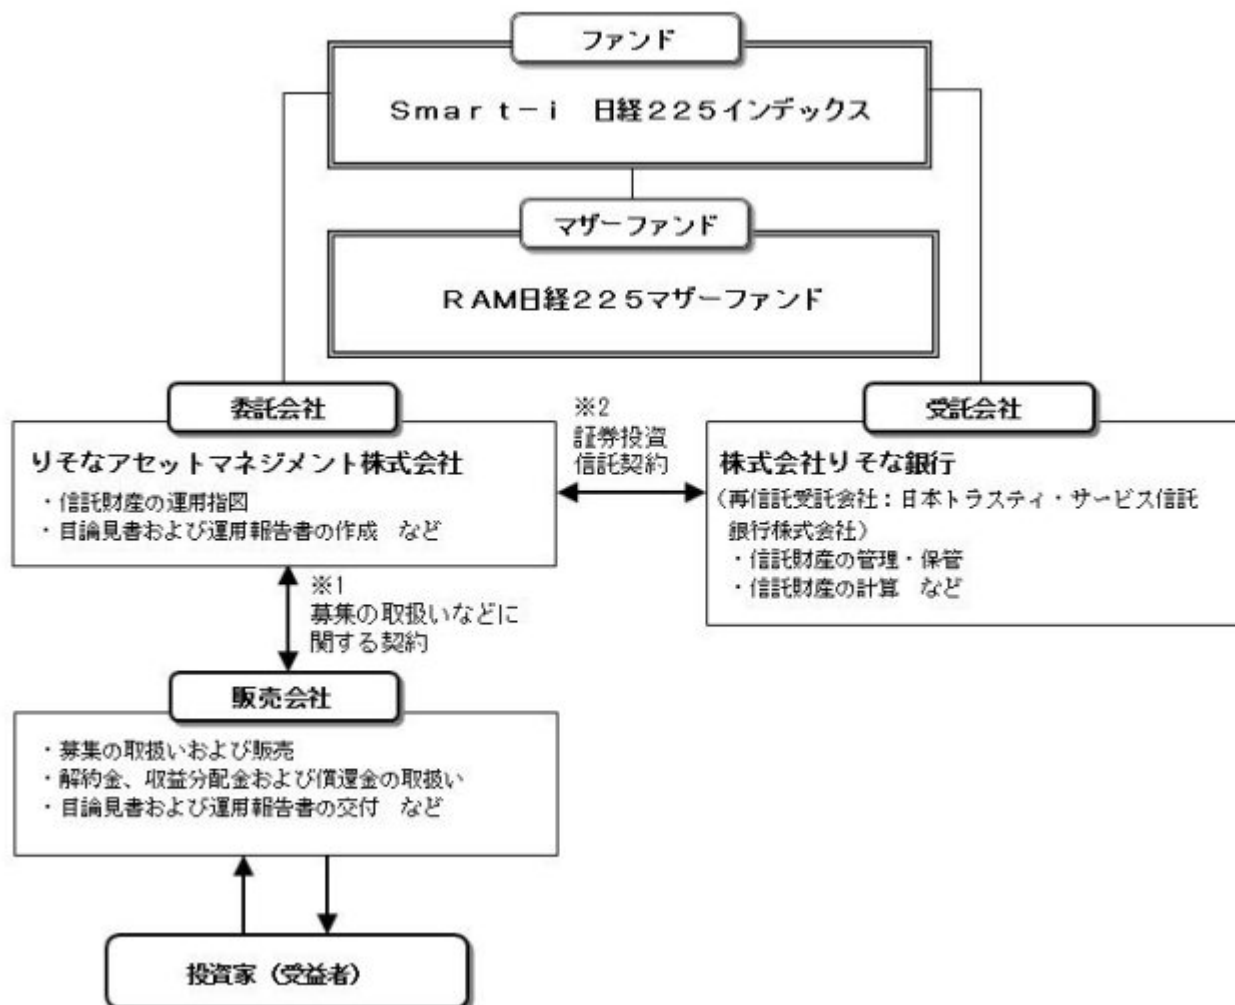 ファンド
Ｓｍａｒｔ－ｉ　日経２２５インデックス
マザーファンド
ＲＡＭ日経２２５マザーファンド
委託会社
りそなアセットマネジメント株式会社
・信託財産の運用指図
・目論見書および運用報告書の作成　など
※2
証券投資
信託契約
受託会社
株式会社りそな銀行
（再信託受託会社：日本トラスティ・サービス信託
銀行株式会社）
・信託財産の管理・保管
・信託財産の計算　など
※1
募集の取扱いなどに
関する契約
販売会社
・募集の取扱いおよび販売
・解約金、収益分配金および償還金の取扱い
・目論見書および運用報告書の交付　など
投資家（受益者）